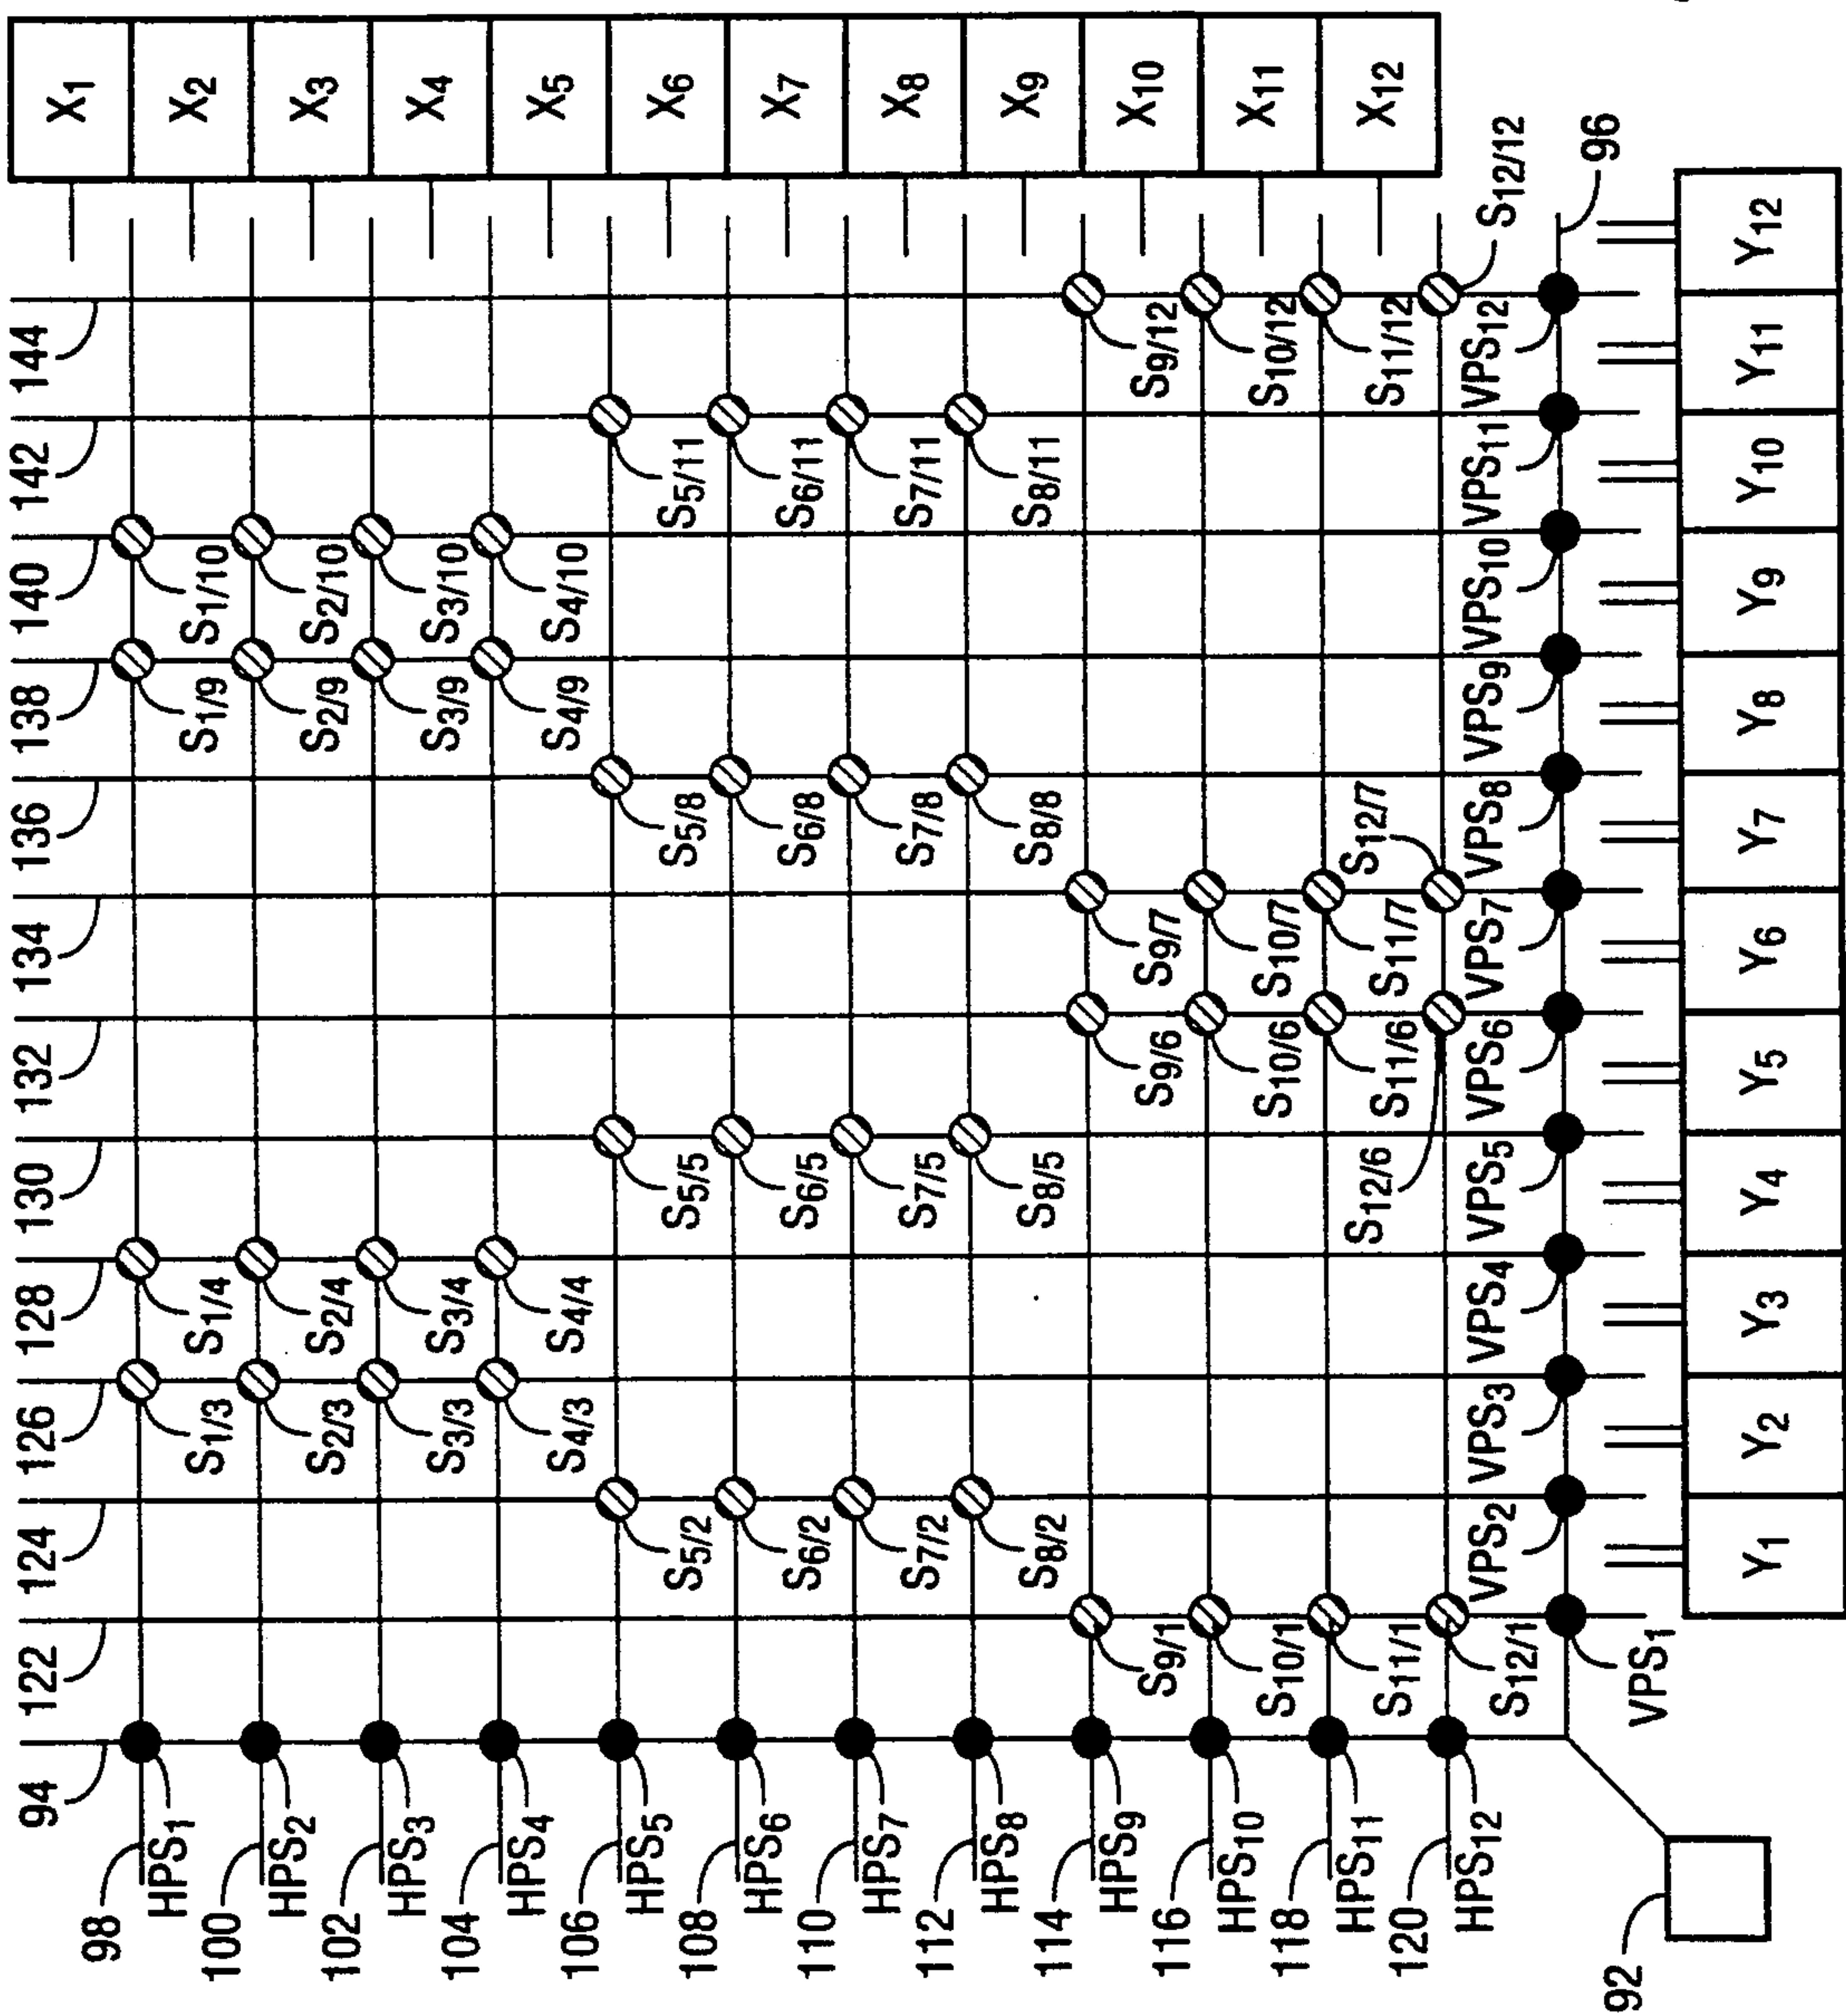 94 122 124 126 128 130 132 134 136 138 140 142 144
X1
98
HPS1
S1/3 S1/4 S1/9 S1/10
X2
100
HPS2
S2/3 S2/4 S2/9 S2/10
X3
102
HPS3
S3/3 S3/4 S3/9 S3/10
X4
104
HPS4
S4/3 S4/4 S4/9 S4/10
X5
106
HPS5
S5/2 S5/5 S5/8 S5/11
X6
108
HPS6
S6/2 S6/5 S6/8 S6/11
X7
110
HPS7
S7/2 S7/5 S7/8 S7/11
X8
112
HPS8
S8/2 S8/5 S8/8 S8/11
X9
114
HPS9
S9/1 S9/6 S9/7 S9/12
X10
116
HPS10
S10/1 S10/6 S10/7 S10/12
X11
118
HPS11
S11/1 S11/6 S11/7 S11/12
X12
120
HPS12
S12/1 S12/6 S12/7 S12/12
VPS1 VPS2 VPS3 VPS4 VPS5 VPS6 VPS7 VPS8 VPS9 VPS10 VPS11 VPS12
96
92
Y1 Y2 Y3 Y4 Y5 Y6 Y7 Y8 Y9 Y10 Y11 Y12